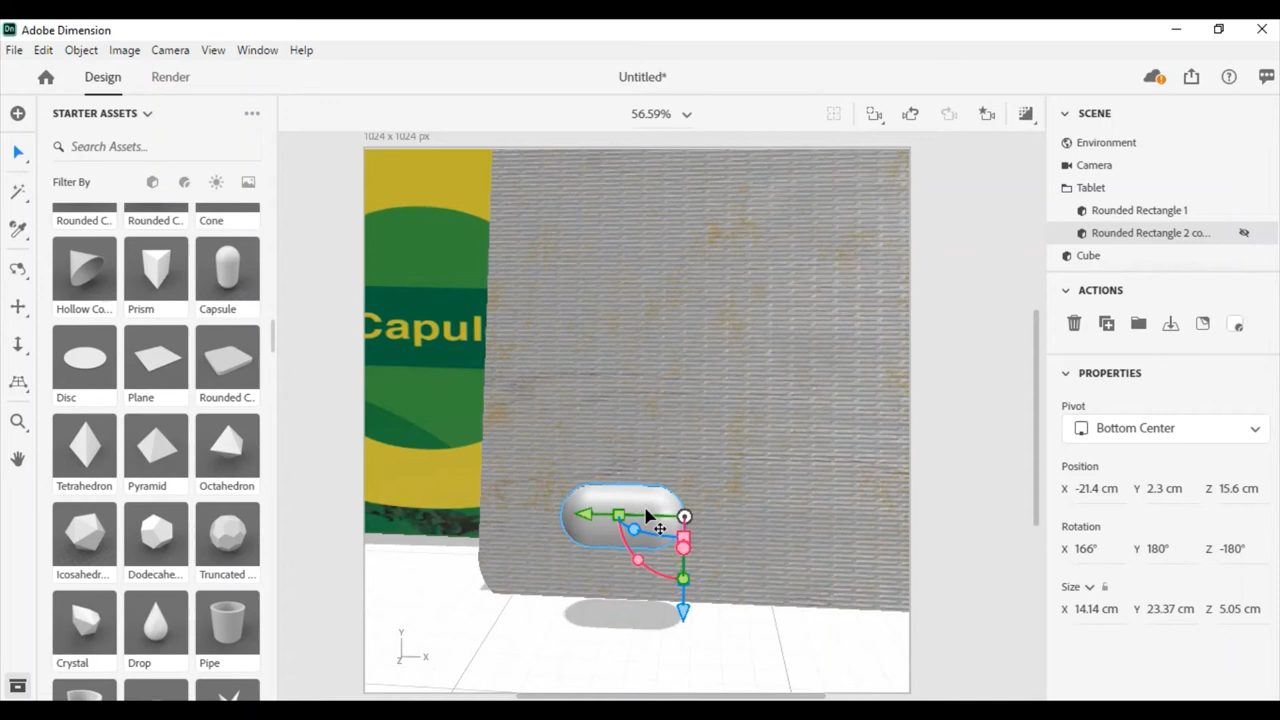 Dn Adobe Dimension
File Edit Object Image Camera View Window Help
Design Render Untitled*
STARTER ASSETS 56.59% SCENE
1024 x 1024 px
Search Assets...
Filter By
Environment
Camera
Tablet
Rounded Rectangle 1
Rounded Rectangle 2 co...
Cube
Rounded C.. Rounded C.. Cone
Hollow Co... Prism Capsule
Disc Plane Rounded C..
Tetrahedron Pyramid Octahedron
Icosahedr... Dodecahe... Truncated ...
Crystal Drop Pipe
Capul
Y
Z X
ACTIONS
PROPERTIES
Pivot
Bottom Center
Position
X -21.4 cm Y 2.3 cm Z 15.6 cm
Rotation
X 166° Y 180° Z -180°
Size
X 14.14 cm Y 23.37 cm Z 5.05 cm